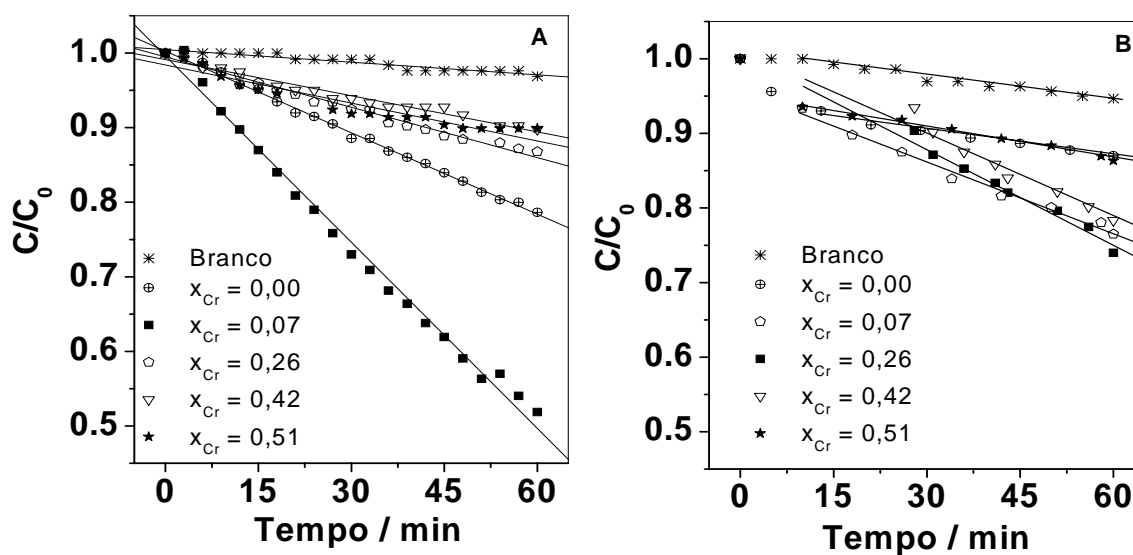 A
1.0
0.9
0.8
0.7
0.6
0.5
C/C0
Branco
xCr = 0,00
xCr = 0,07
xCr = 0,26
xCr = 0,42
xCr = 0,51
0 15 30 45 60
Tempo / min
B
1.0
0.9
0.8
0.7
0.6
0.5
C/C0
Branco
xCr = 0,00
xCr = 0,07
xCr = 0,26
xCr = 0,42
xCr = 0,51
0 15 30 45 60
Tempo / min